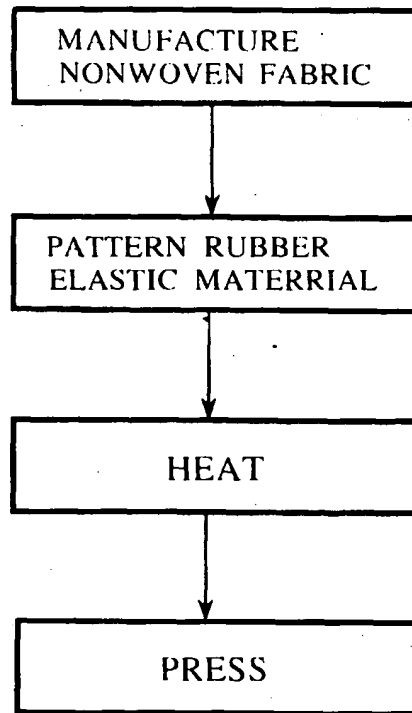 MANUFACTURE
NONWOVEN FABRIC
PATTERN RUBBER
ELASTIC MATERRIAL
HEAT
PRESS